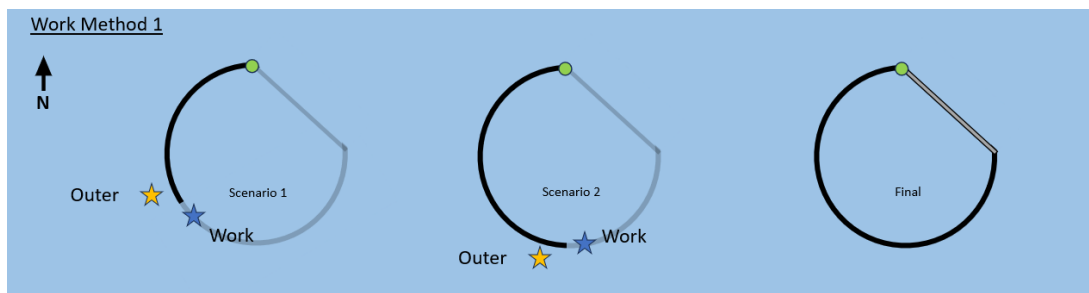 Work Method 1
N
Outer
Scenario 1
Work
Scenario 2
Work
Outer
Final